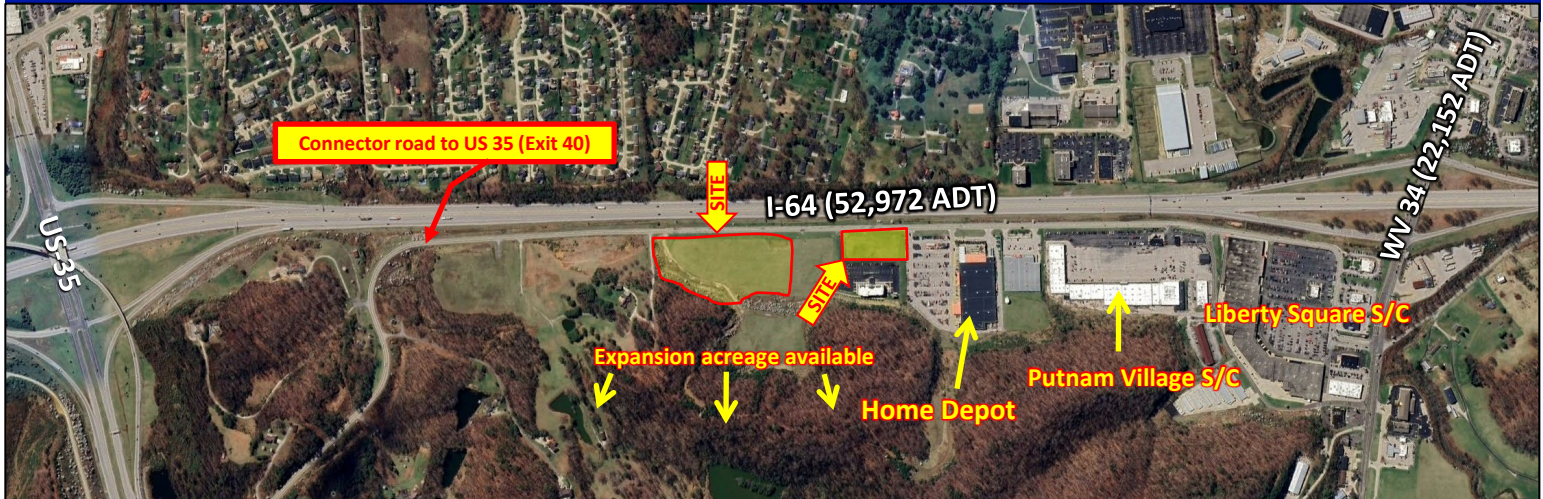 Connector road to US 35 (Exit 40)
SITE
I-64 (52,972 ADT)
WV 34 (22,152 ADT)
US-35
SITE
Liberty Square S/C
Expansion acreage available
Putnam Village S/C
Home Depot